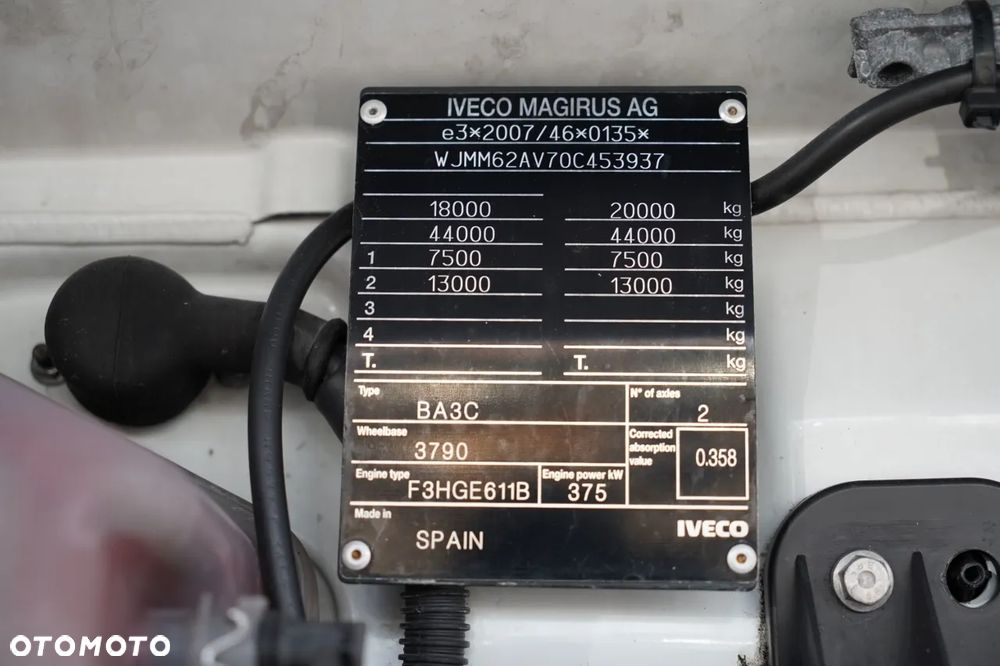 IVECO MAGIRUS AG
e3*2007/46*0135*
WJMM62AV70C453937
18000 20000 kg
44000 44000 kg
1 7500 7500 kg
2 13000 13000 kg
3 kg
4 kg
T. T. kg
Type BA3C N° of axles 2
Wheelbase 3790 Corrected absorption value 0.358
Engine type F3HGE611B Engine power kW 375
Made in SPAIN IVECO
OTOMOTO